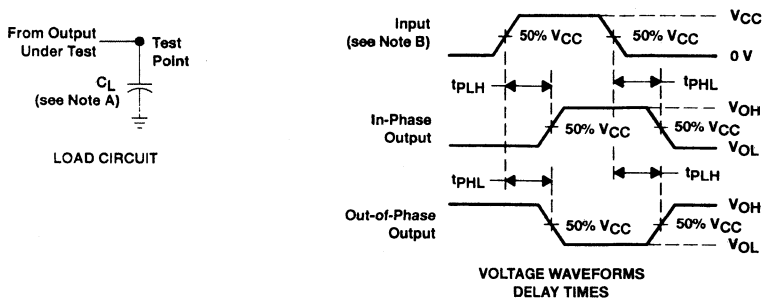 From Output
Under Test
Test
Point
CL
(see Note A)
LOAD CIRCUIT
Input
(see Note B)
50% VCC
50% VCC
VCC
0 V
tPLH
tPHL
In-Phase
Output
50% VCC
50% VCC
VOH
VOL
tPHL
tPLH
Out-of-Phase
Output
50% VCC
50% VCC
VOH
VOL
VOLTAGE WAVEFORMS
DELAY TIMES